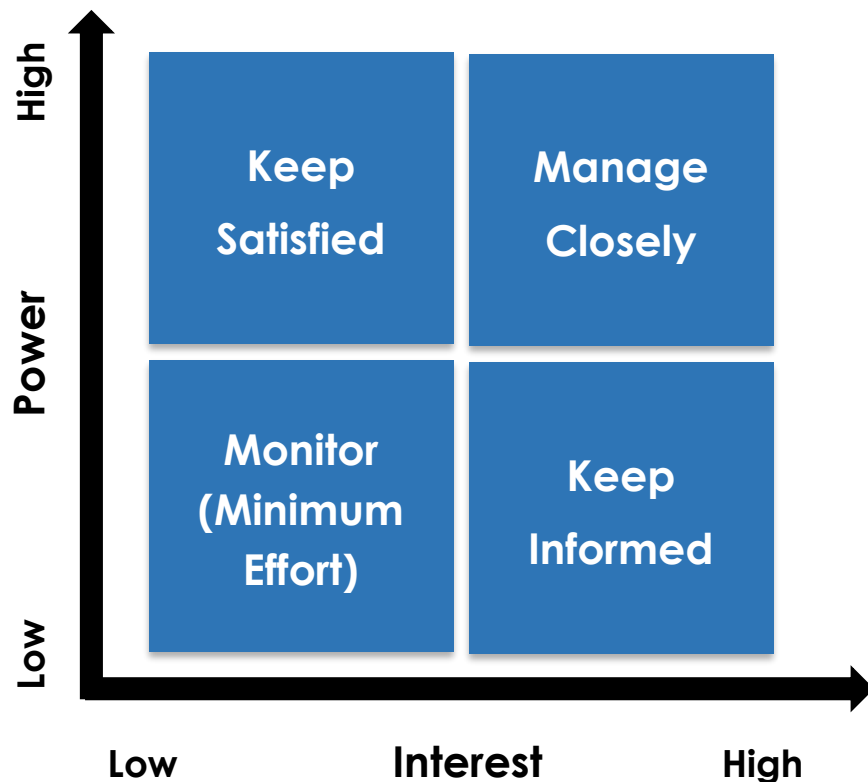 High
Keep
Satisfied
Manage
Closely
Power
Monitor
(Minimum
Effort)
Keep
Informed
Low
Low
Interest
High